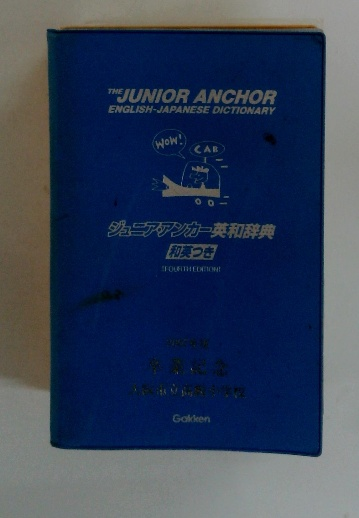 THE JUNIOR ANCHOR
ENGLISH-JAPANESE DICTIONARY
WOW!
CAB
ジュニア・アンカー英和辞典
和英つき
[FOURTH EDITION]
卒業記念
Gakken